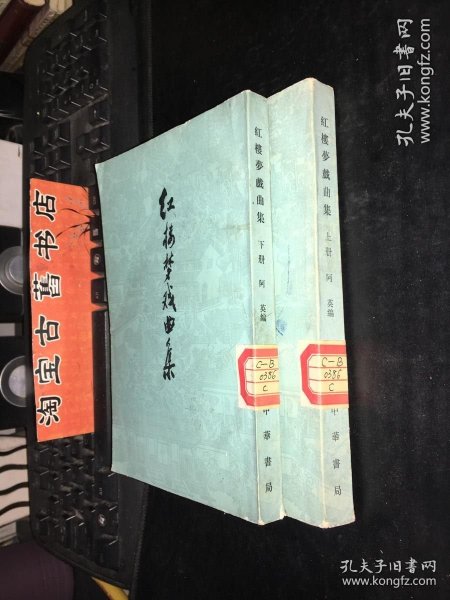 孔夫子旧書网
www.kongfz.com
淘宝古舊书店
红楼梦戏曲集
紅樓夢戲曲集 下册 阿英編
C-B
0386
C
中華書局
紅樓夢戲曲集 上册 阿英編
C-B
0386
C
中華書局
孔夫子旧书网
www.kongfz.com